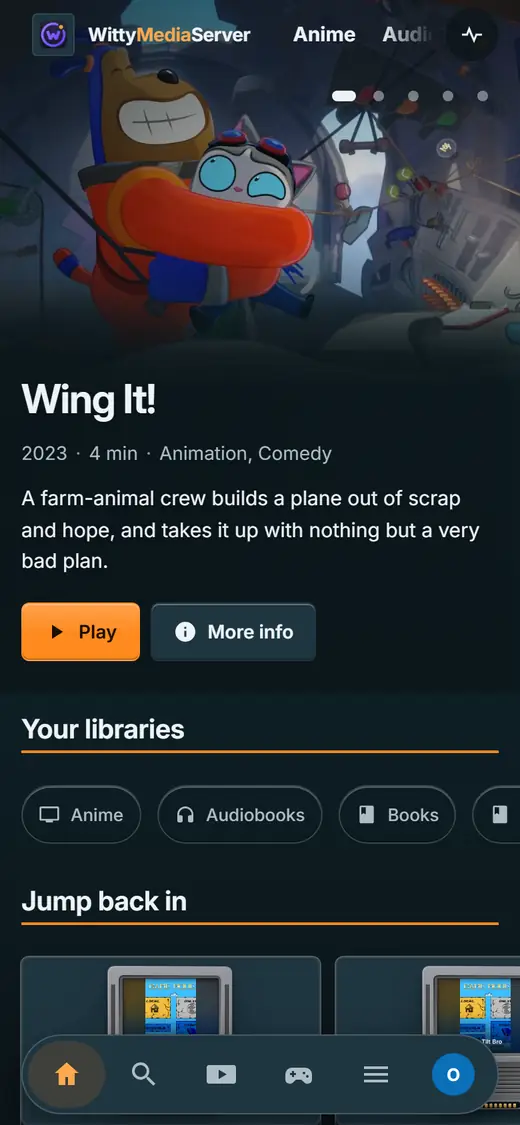 WittyMediaServer
Anime
Wing It!
2023 · 4 min · Animation, Comedy
A farm-animal crew builds a plane out of scrap
and hope, and takes it up with nothing but a very
bad plan.
Play
More info
Your libraries
Anime
Audiobooks
Books
Jump back in
O